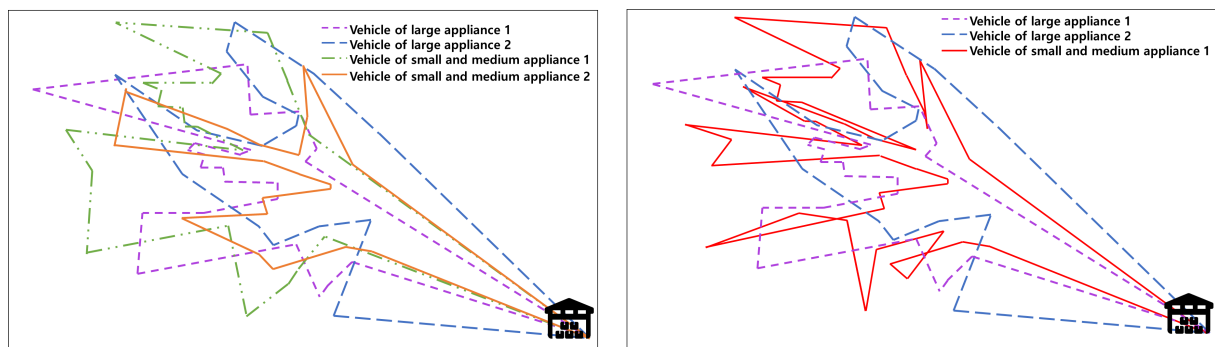 Vehicle of large appliance 1
Vehicle of large appliance 2
Vehicle of small and medium appliance 1
Vehicle of small and medium appliance 2
Vehicle of large appliance 1
Vehicle of large appliance 2
Vehicle of small and medium appliance 1